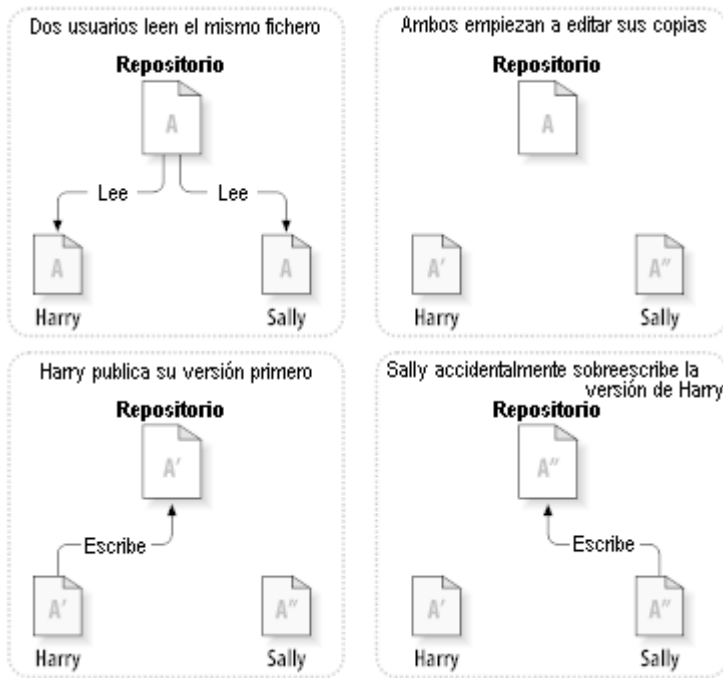 Dos usuarios leen el mismo fichero
Repositorio
A
Lee
Lee
A
A
Harry
Sally
Ambos empiezan a editar sus copias
Repositorio
A
A′
A″
Harry
Sally
Harry publica su versión primero
Repositorio
A′
Escribe
A′
A″
Harry
Sally
Sally accidentalmente sobreescribe la
versión de Harry
Repositorio
A″
Escribe
A′
A″
Harry
Sally